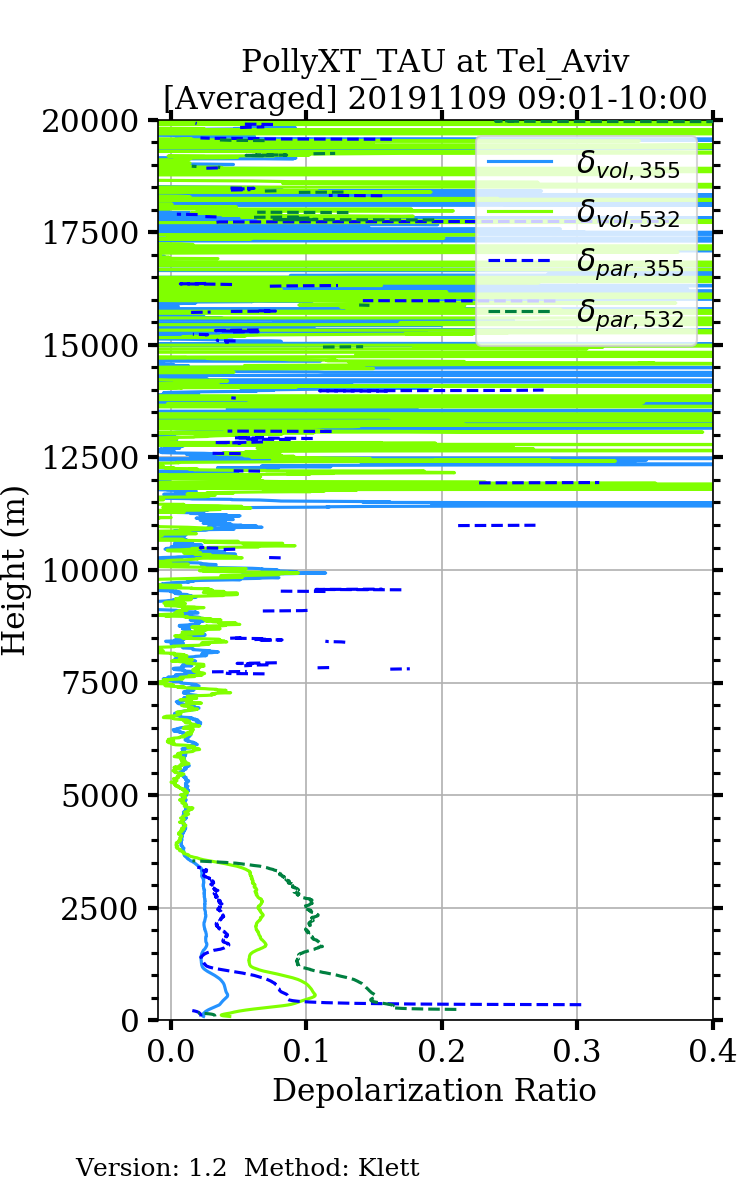 PollyXT_TAU at Tel_Aviv
[Averaged] 20191109 09:01-10:00
20000
17500
15000
12500
10000
7500
5000
2500
0
Height (m)
δvol, 355
δvol, 532
δpar, 355
δpar, 532
0.0 0.1 0.2 0.3 0.4
Depolarization Ratio
Version: 1.2 Method: Klett